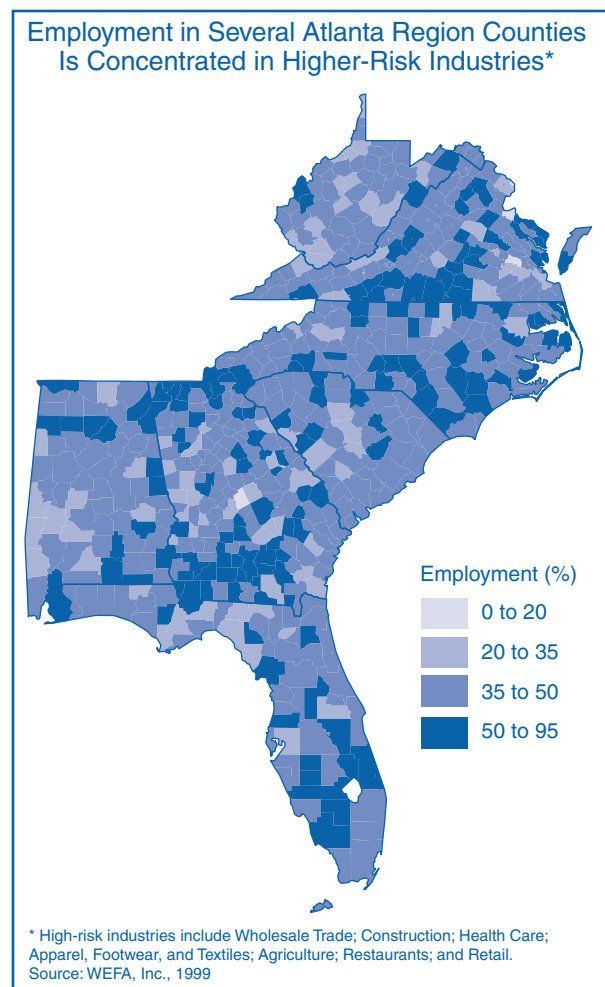 Employment in Several Atlanta Region Counties
Is Concentrated in Higher-Risk Industries*
Employment (%)
0 to 20
20 to 35
35 to 50
50 to 95
* High-risk industries include Wholesale Trade; Construction; Health Care;
Apparel, Footwear, and Textiles; Agriculture; Restaurants; and Retail.
Source: WEFA, Inc., 1999